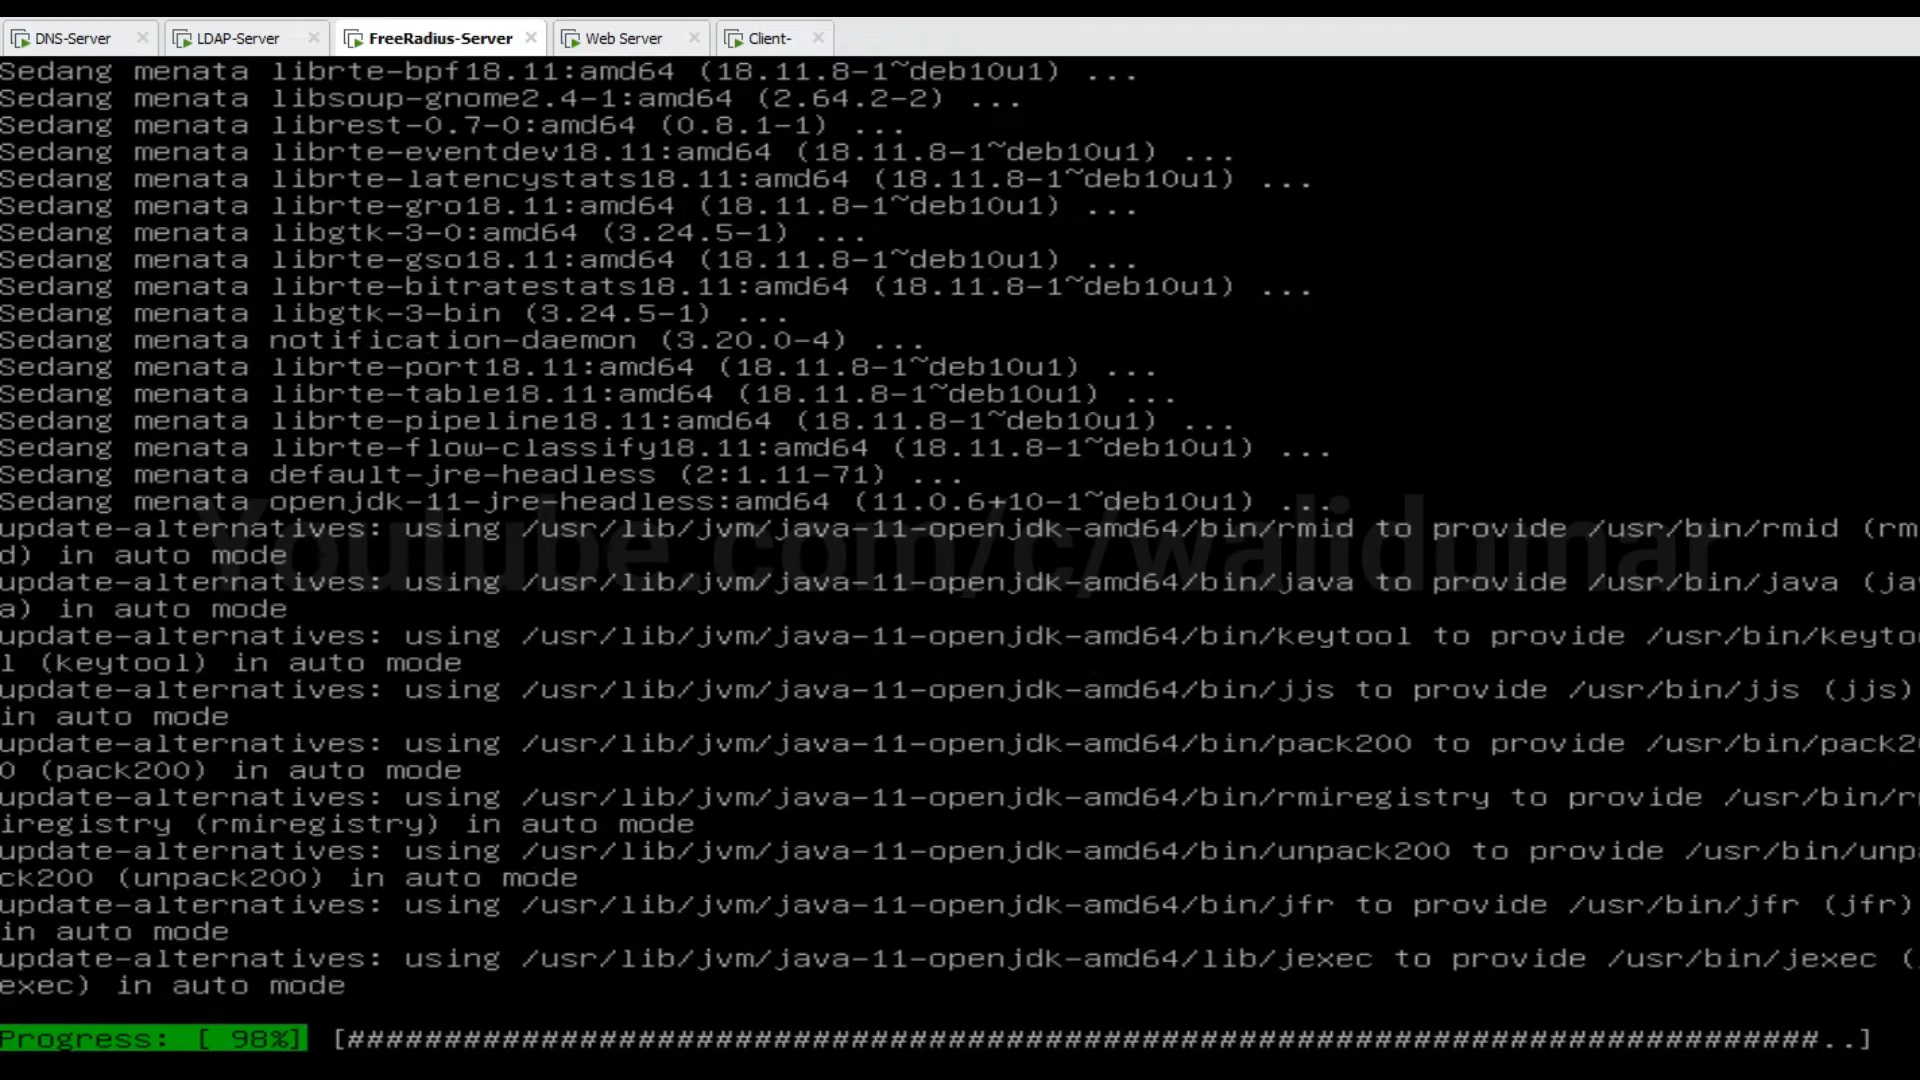 DNS-Server LDAP-Server FreeRadius-Server Web Server Client-
Sedang menata librte-bpf18.11:amd64 (18.11.8-1~deb10u1) ...
Sedang menata libsoup-gnome2.4-1:amd64 (2.64.2-2) ...
Sedang menata librest-0.7-0:amd64 (0.8.1-1) ...
Sedang menata librte-eventdev18.11:amd64 (18.11.8-1~deb10u1) ...
Sedang menata librte-latencystats18.11:amd64 (18.11.8-1~deb10u1) ...
Sedang menata librte-gro18.11:amd64 (18.11.8-1~deb10u1) ...
Sedang menata libgtk-3-0:amd64 (3.24.5-1) ...
Sedang menata librte-gso18.11:amd64 (18.11.8-1~deb10u1) ...
Sedang menata librte-bitratestats18.11:amd64 (18.11.8-1~deb10u1) ...
Sedang menata libgtk-3-bin (3.24.5-1) ...
Sedang menata notification-daemon (3.20.0-4) ...
Sedang menata librte-port18.11:amd64 (18.11.8-1~deb10u1) ...
Sedang menata librte-table18.11:amd64 (18.11.8-1~deb10u1) ...
Sedang menata librte-pipeline18.11:amd64 (18.11.8-1~deb10u1) ...
Sedang menata librte-flow-classify18.11:amd64 (18.11.8-1~deb10u1) ...
Sedang menata default-jre-headless (2:1.11-71) ...
Sedang menata openjdk-11-jre-headless:amd64 (11.0.6+10-1~deb10u1) ...
update-alternatives: using /usr/lib/jvm/java-11-openjdk-amd64/bin/rmid to provide /usr/bin/rmid (rm
d) in auto mode
Youtube.com/c/walidumar
update-alternatives: using /usr/lib/jvm/java-11-openjdk-amd64/bin/java to provide /usr/bin/java (ja
a) in auto mode
update-alternatives: using /usr/lib/jvm/java-11-openjdk-amd64/bin/keytool to provide /usr/bin/keyto
l (keytool) in auto mode
update-alternatives: using /usr/lib/jvm/java-11-openjdk-amd64/bin/jjs to provide /usr/bin/jjs (jjs)
in auto mode
update-alternatives: using /usr/lib/jvm/java-11-openjdk-amd64/bin/pack200 to provide /usr/bin/pack2
0 (pack200) in auto mode
update-alternatives: using /usr/lib/jvm/java-11-openjdk-amd64/bin/rmiregistry to provide /usr/bin/r
iregistry (rmiregistry) in auto mode
update-alternatives: using /usr/lib/jvm/java-11-openjdk-amd64/bin/unpack200 to provide /usr/bin/unp
ck200 (unpack200) in auto mode
update-alternatives: using /usr/lib/jvm/java-11-openjdk-amd64/bin/jfr to provide /usr/bin/jfr (jfr)
in auto mode
update-alternatives: using /usr/lib/jvm/java-11-openjdk-amd64/lib/jexec to provide /usr/bin/jexec (
exec) in auto mode
Progress: [ 98%] [############################################################################..]